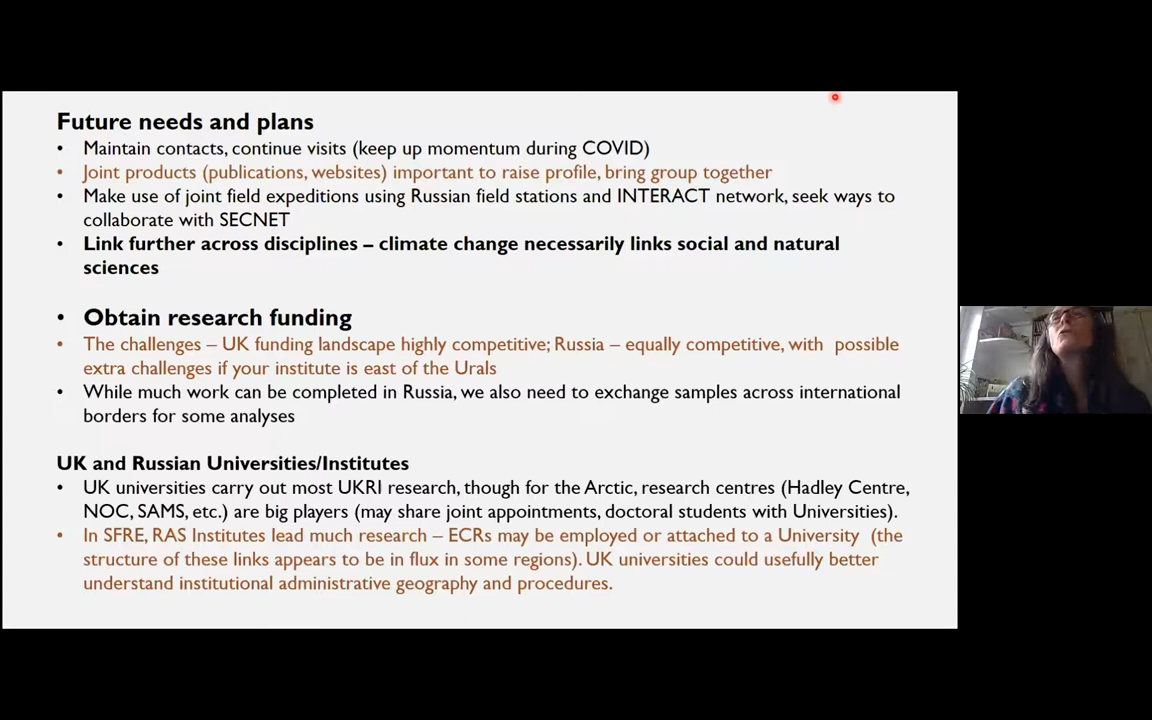 Future needs and plans
• Maintain contacts, continue visits (keep up momentum during COVID)
• Joint products (publications, websites) important to raise profile, bring group together
• Make use of joint field expeditions using Russian field stations and INTERACT network, seek ways to
collaborate with SECNET
• Link further across disciplines – climate change necessarily links social and natural
sciences
• Obtain research funding
• The challenges – UK funding landscape highly competitive; Russia – equally competitive, with possible
extra challenges if your institute is east of the Urals
• While much work can be completed in Russia, we also need to exchange samples across international
borders for some analyses
UK and Russian Universities/Institutes
• UK universities carry out most UKRI research, though for the Arctic, research centres (Hadley Centre,
NOC, SAMS, etc.) are big players (may share joint appointments, doctoral students with Universities).
• In SFRE, RAS Institutes lead much research – ECRs may be employed or attached to a University (the
structure of these links appears to be in flux in some regions). UK universities could usefully better
understand institutional administrative geography and procedures.